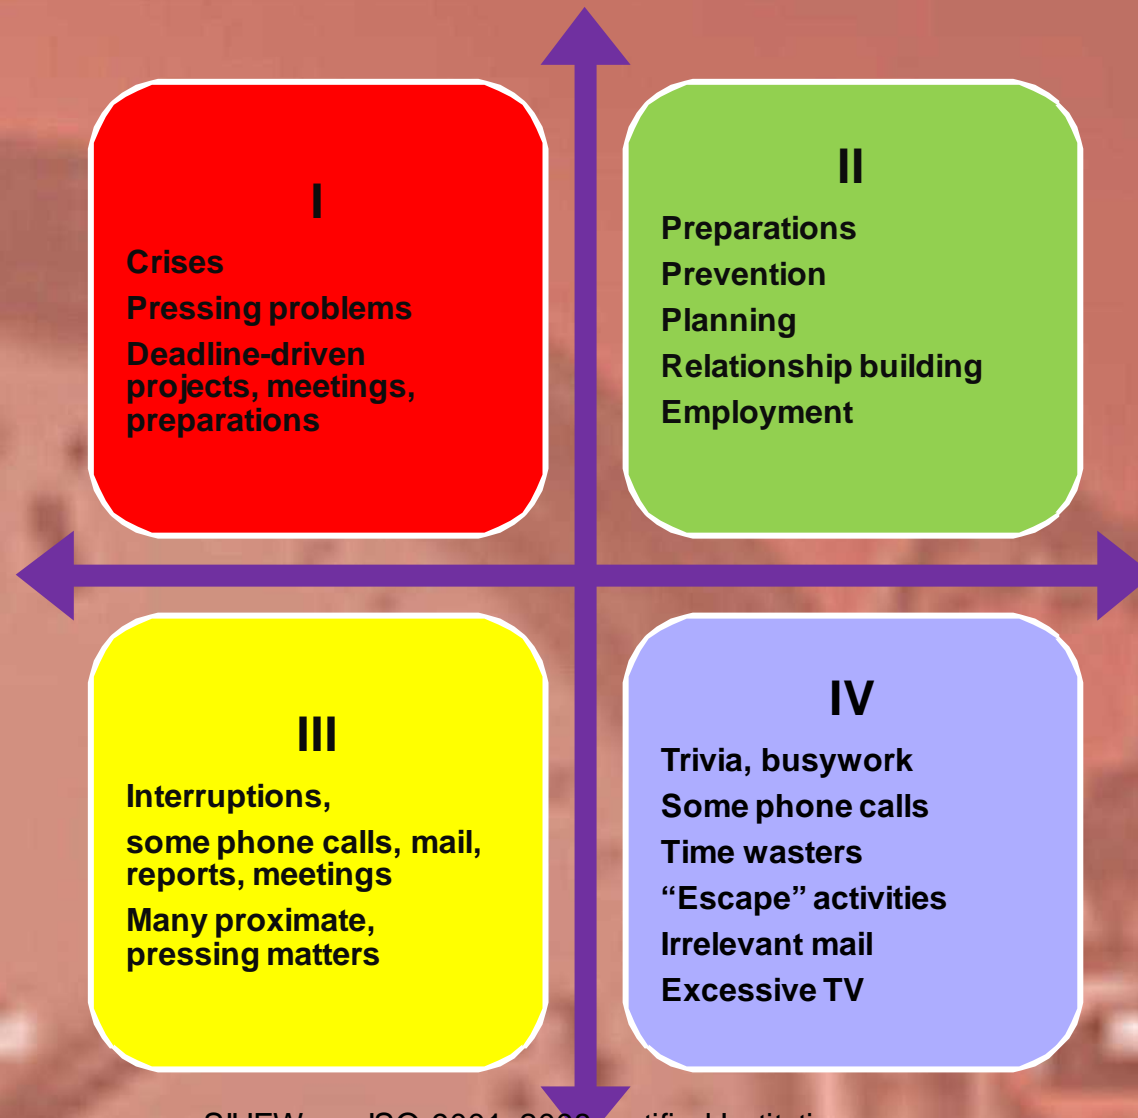 I
Crises
Pressing problems
Deadline-driven
projects, meetings,
preparations
II
Preparations
Prevention
Planning
Relationship building
Employment
III
Interruptions,
some phone calls, mail,
reports, meetings
Many proximate,
pressing matters
IV
Trivia, busywork
Some phone calls
Time wasters
“Escape” activities
Irrelevant mail
Excessive TV